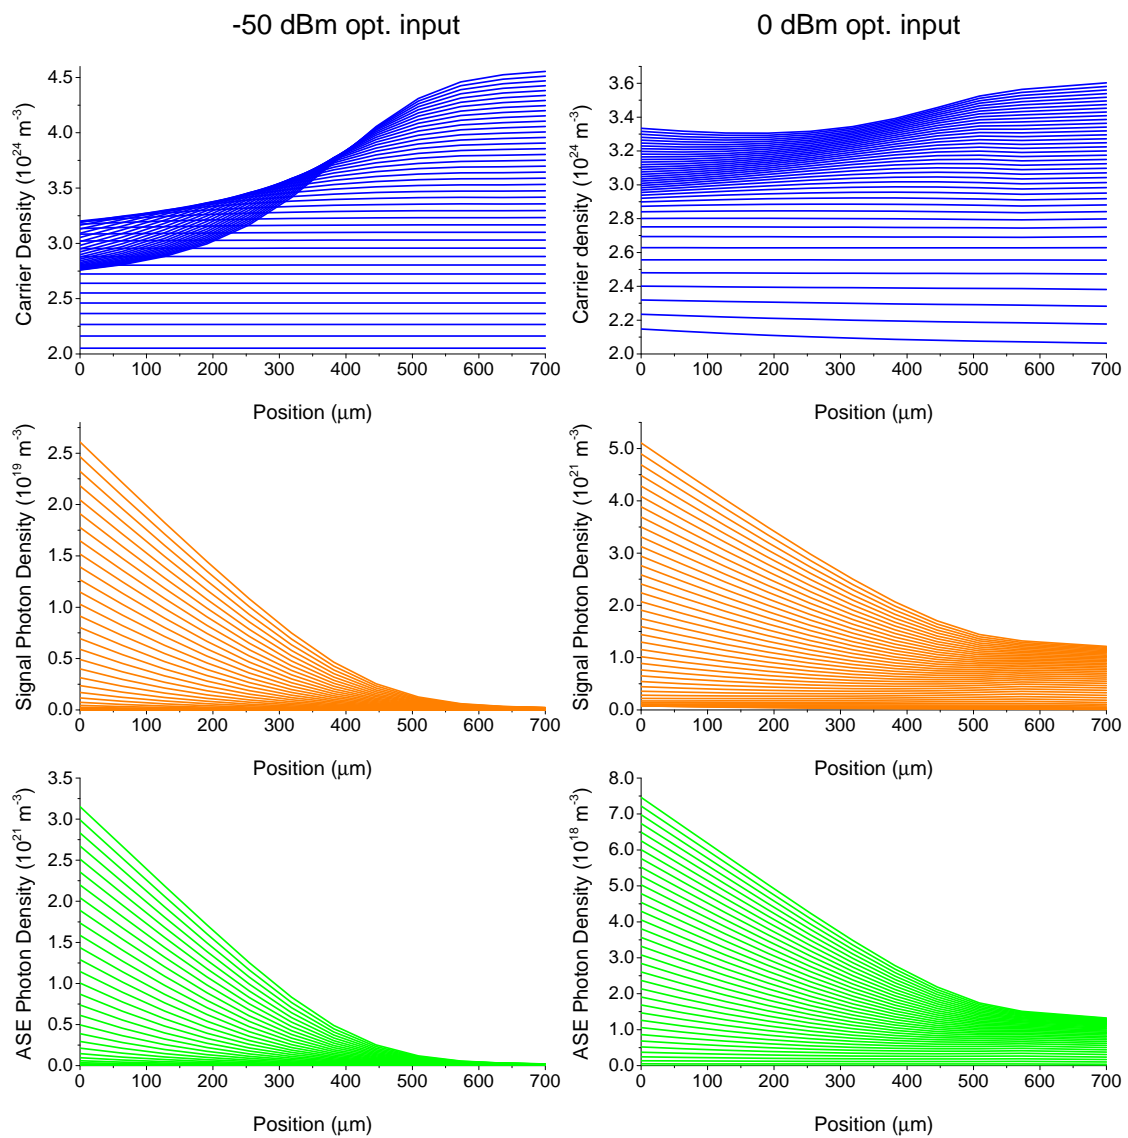 -50 dBm opt. input
0 dBm opt. input
Carrier Density (10²⁴ m⁻³)
4.5
4.0
3.5
3.0
2.5
2.0
0 100 200 300 400 500 600 700
Position (μm)
Carrier density (10²⁴ m⁻³)
3.6
3.4
3.2
3.0
2.8
2.6
2.4
2.2
2.0
0 100 200 300 400 500 600 700
Position (μm)
Signal Photon Density (10¹⁹ m⁻³)
2.5
2.0
1.5
1.0
0.5
0.0
0 100 200 300 400 500 600 700
Position (μm)
Signal Photon Density (10²¹ m⁻³)
5.0
4.0
3.0
2.0
1.0
0.0
0 100 200 300 400 500 600 700
Position (μm)
ASE Photon Density (10²¹ m⁻³)
3.5
3.0
2.5
2.0
1.5
1.0
0.5
0.0
0 100 200 300 400 500 600 700
Position (μm)
ASE Photon Density (10¹⁸ m⁻³)
8.0
7.0
6.0
5.0
4.0
3.0
2.0
1.0
0.0
0 100 200 300 400 500 600 700
Position (μm)